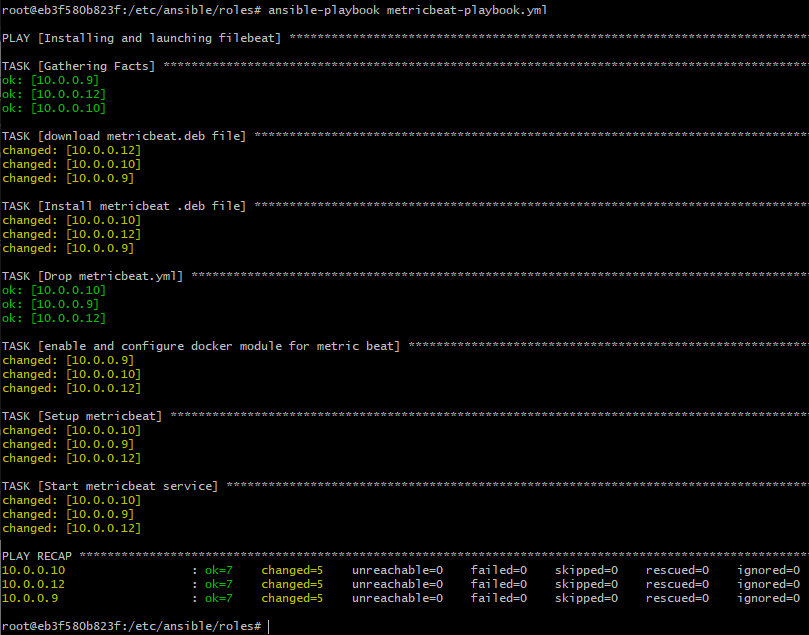 root@eb3f580b823f:/etc/ansible/roles# ansible-playbook metricbeat-playbook.yml
PLAY [Installing and launching filebeat] **************************************************************************
TASK [Gathering Facts] ********************************************************************************************
ok: [10.0.0.9]
ok: [10.0.0.12]
ok: [10.0.0.10]
TASK [download metricbeat.deb file] *******************************************************************************
changed: [10.0.0.12]
changed: [10.0.0.10]
changed: [10.0.0.9]
TASK [Install metricbeat .deb file] *******************************************************************************
changed: [10.0.0.10]
changed: [10.0.0.12]
changed: [10.0.0.9]
TASK [Drop metricbeat.yml] ****************************************************************************************
ok: [10.0.0.10]
ok: [10.0.0.9]
ok: [10.0.0.12]
TASK [enable and configure docker module for metric beat] *********************************************************
changed: [10.0.0.9]
changed: [10.0.0.10]
changed: [10.0.0.12]
TASK [Setup metricbeat] *******************************************************************************************
changed: [10.0.0.10]
changed: [10.0.0.9]
changed: [10.0.0.12]
TASK [Start metricbeat service] ***********************************************************************************
changed: [10.0.0.10]
changed: [10.0.0.9]
changed: [10.0.0.12]
PLAY RECAP ********************************************************************************************************
10.0.0.10 : ok=7 changed=5 unreachable=0 failed=0 skipped=0 rescued=0 ignored=0
10.0.0.12 : ok=7 changed=5 unreachable=0 failed=0 skipped=0 rescued=0 ignored=0
10.0.0.9 : ok=7 changed=5 unreachable=0 failed=0 skipped=0 rescued=0 ignored=0
root@eb3f580b823f:/etc/ansible/roles#